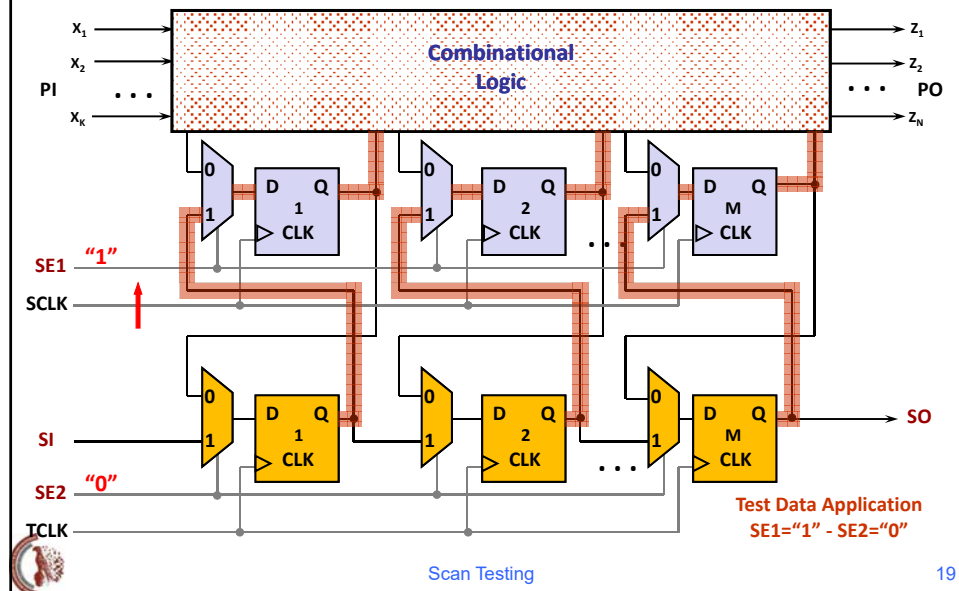 X1
Z1
Combinational
Logic
X2
Z2
PI
. . .
. . .
PO
XK
ZN
0
D Q
0
D Q
0
D Q
1
1
1
2
1
M
CLK
CLK
CLK
. . .
SE1 "1"
SCLK
0
D Q
0
D Q
0
D Q
1
2
M
SI
1
CLK
1
CLK
1
CLK
SO
. . .
SE2 "0"
Test Data Application
TCLK
SE1="1" - SE2="0"
Scan Testing
19